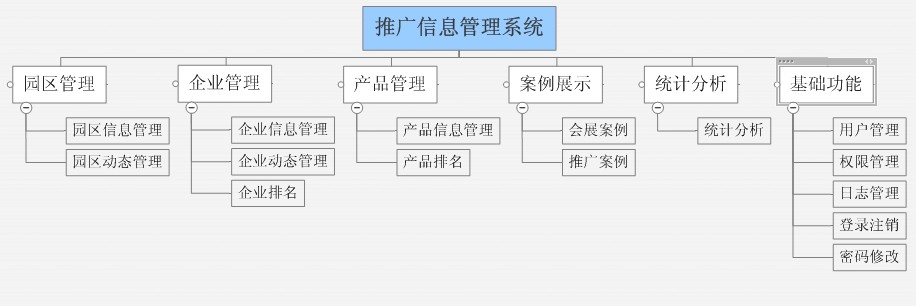 推广信息管理系统
园区管理
企业管理
产品管理
案例展示
统计分析
基础功能
园区信息管理
园区动态管理
企业信息管理
企业动态管理
企业排名
产品信息管理
产品排名
会展案例
推广案例
统计分析
用户管理
权限管理
日志管理
登录注销
密码修改